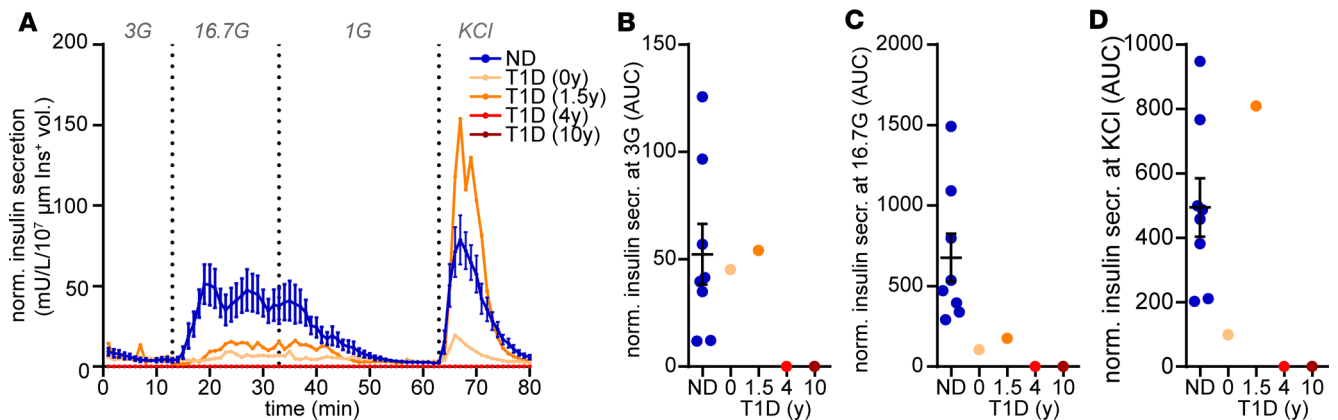 A
3G 16.7G 1G KCl
200
150
100
50
0
norm. insulin secretion
(mU/L/10⁷ µm Ins⁺ vol.)
0 10 20 30 40 50 60 70 80
time (min)
ND
T1D (0y)
T1D (1.5y)
T1D (4y)
T1D (10y)
B
norm. insulin secr. at 3G (AUC)
150
100
50
0
ND 0 1.5 4 10
T1D (y)
C
norm. insulin secr. at 16.7G (AUC)
2000
1500
1000
500
0
ND 0 1.5 4 10
T1D (y)
D
norm. insulin secr. at KCl (AUC)
1000
800
600
400
200
0
ND 0 1.5 4 10
T1D (y)